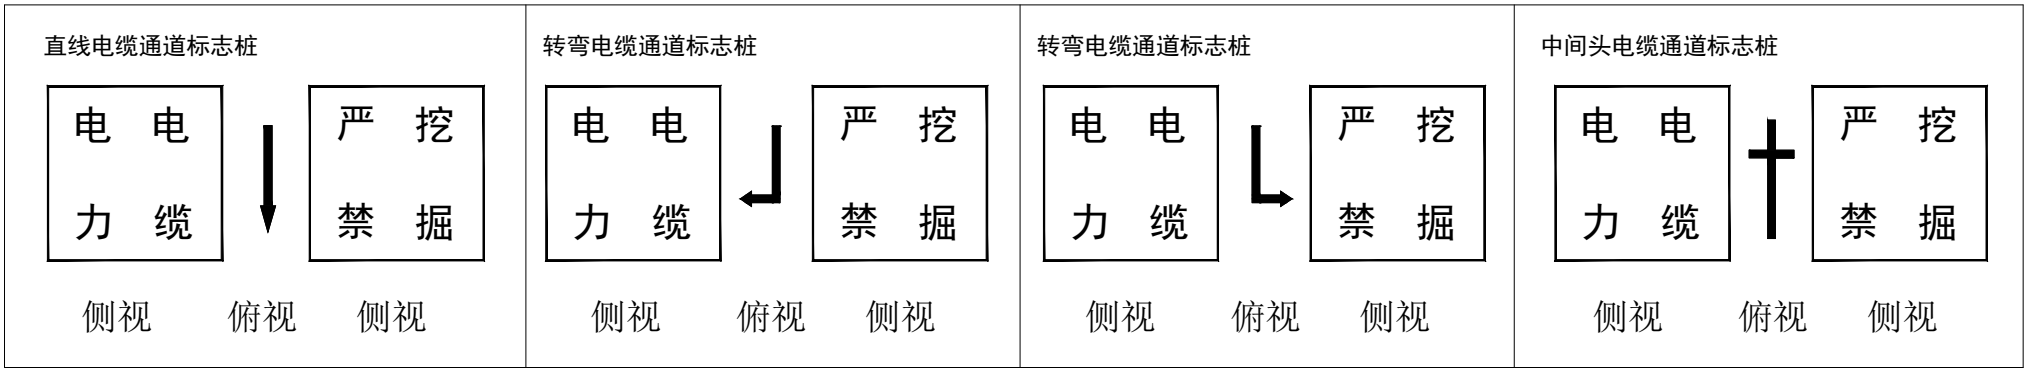 直线电缆通道标志桩
电 电 严 挖
力 缆 禁 掘
侧视 俯视 侧视
转弯电缆通道标志桩
电 电 严 挖
力 缆 禁 掘
侧视 俯视 侧视
转弯电缆通道标志桩
电 电 严 挖
力 缆 禁 掘
侧视 俯视 侧视
中间头电缆通道标志桩
电 电 严 挖
力 缆 禁 掘
侧视 俯视 侧视